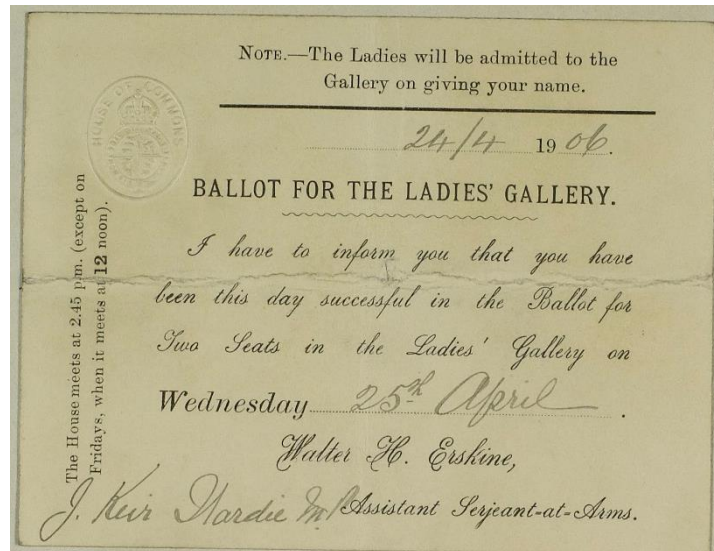 NOTE.—The Ladies will be admitted to the
Gallery on giving your name.
HOUSE OF COMMONS
24/4 1906.
BALLOT FOR THE LADIES' GALLERY.
I have to inform you that you have
been this day successful in the Ballot for
Two Seats in the Ladies' Gallery on
Wednesday 25th April.
Walter H. Erskine,
Assistant Serjeant-at-Arms.
J. Keir Hardie M.P.
The House meets at 2.45 p.m. (except on
Fridays, when it meets at 12 noon).